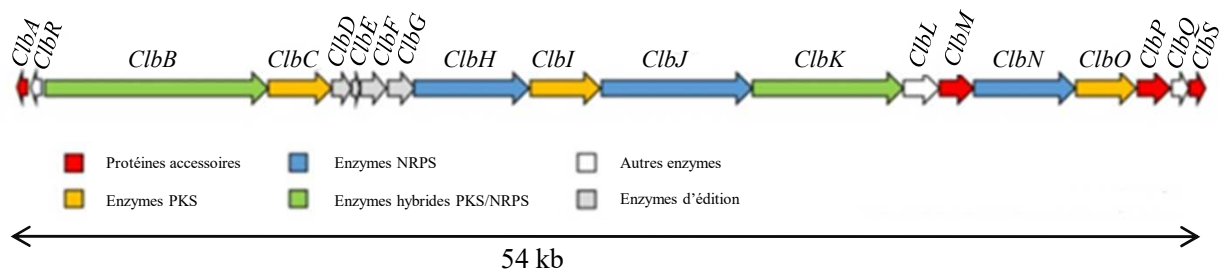 ClbA ClbR ClbB ClbC ClbD ClbE ClbF ClbG ClbH ClbI ClbJ ClbK ClbL ClbM ClbN ClbO ClbP ClbQ ClbS
Protéines accessoires Enzymes NRPS Autres enzymes
Enzymes PKS Enzymes hybrides PKS/NRPS Enzymes d’édition
54 kb